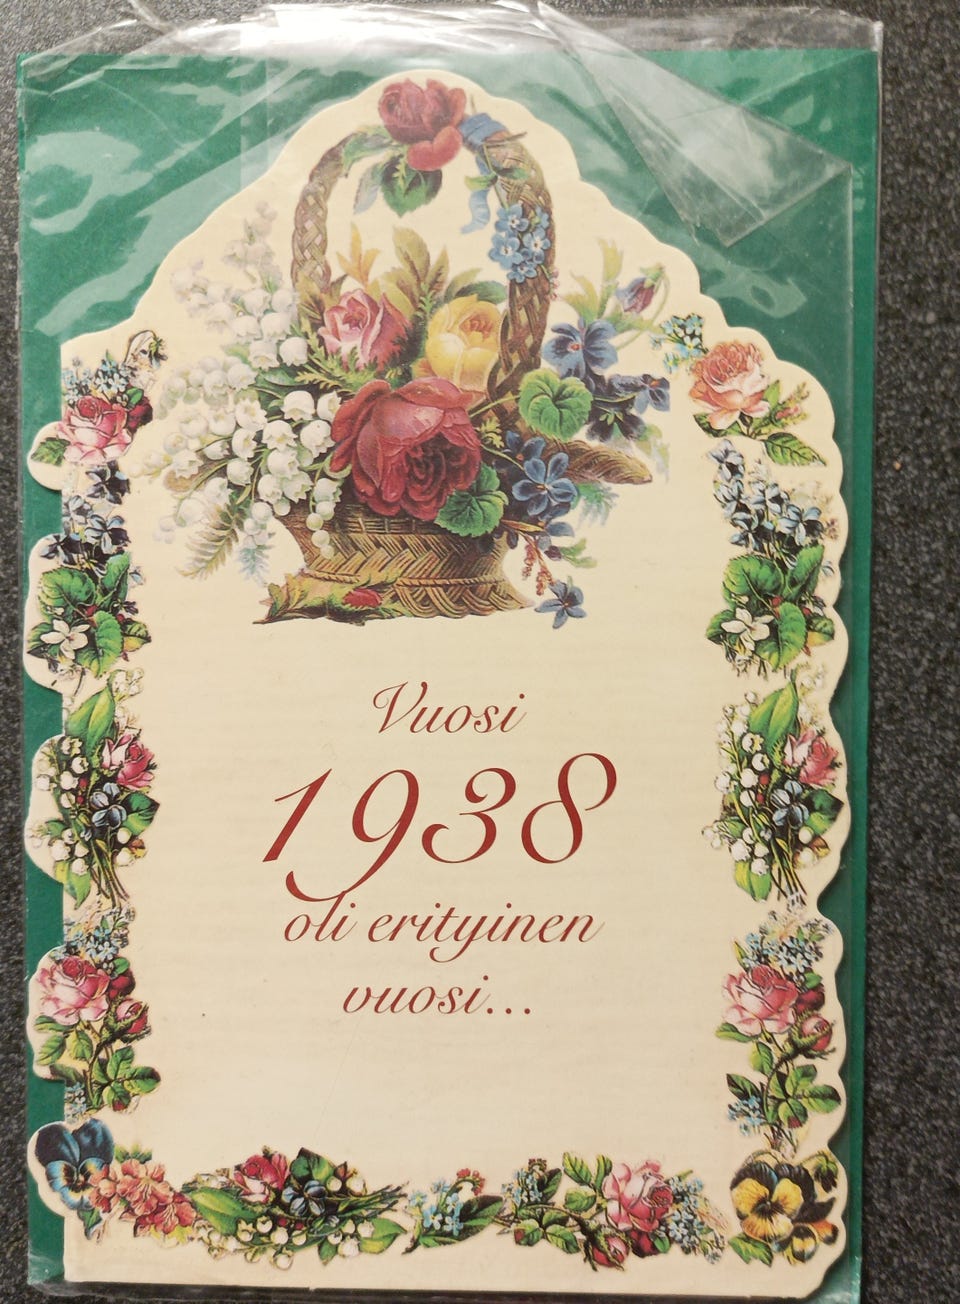 Vuosi
1938
oli erityinen
vuosi...